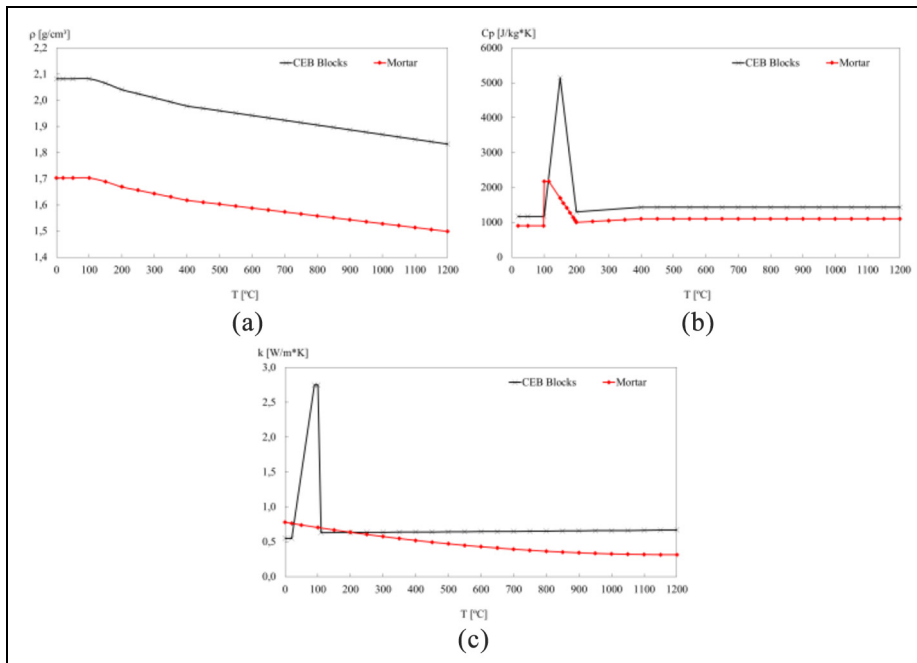 ρ [g/cm³]
2,2
2,1
2,0
1,9
1,8
1,7
1,6
1,5
1,4
CEB Blocks
Mortar
0 100 200 300 400 500 600 700 800 900 1000 1100 1200
T [ºC]
(a)
Cp [J/kg*K]
6000
5000
4000
3000
2000
1000
0
CEB Blocks
Mortar
0 100 200 300 400 500 600 700 800 900 1000 1100 1200
T [ºC]
(b)
k [W/m*K]
3,0
2,5
2,0
1,5
1,0
0,5
0,0
CEB Blocks
Mortar
0 100 200 300 400 500 600 700 800 900 1000 1100 1200
T [ºC]
(c)